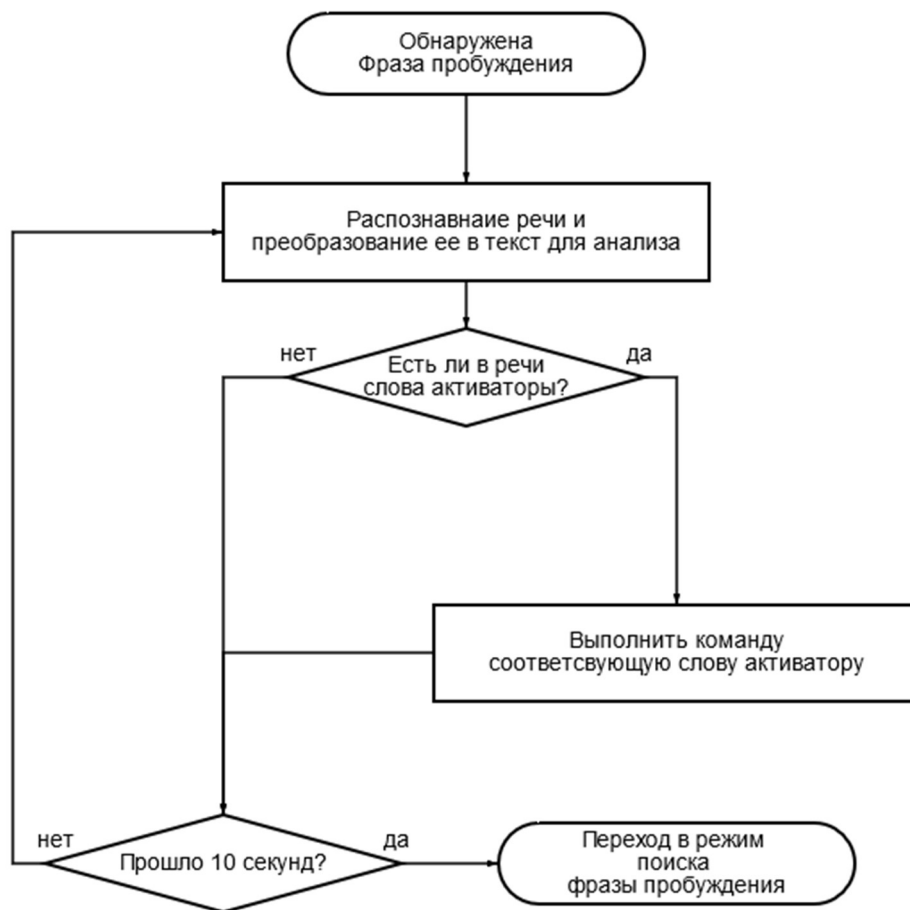 Обнаружена
Фраза пробуждения
Распознавнаие речи и
преобразование ее в текст для анализа
нет
да
Есть ли в речи
слова активаторы?
Выполнить команду
соответсвующую слову активатору
нет
да
Прошло 10 секунд?
Переход в режим
поиска
фразы пробуждения